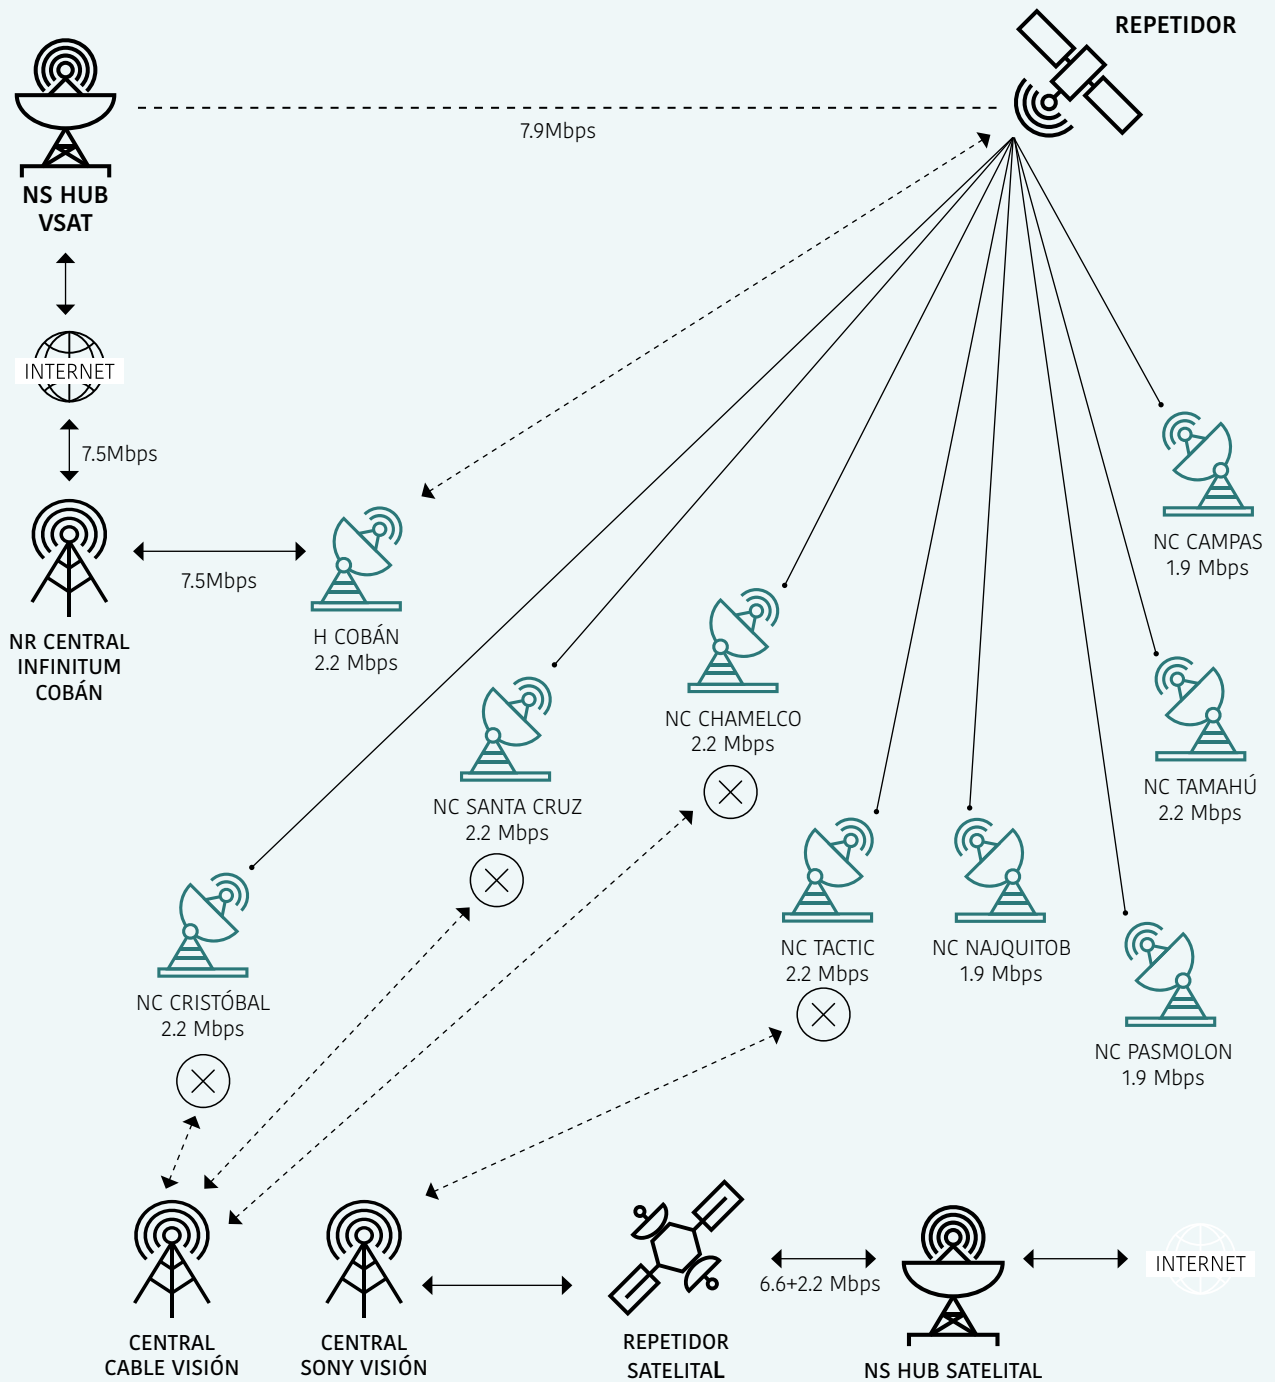 REPETIDOR
7.9Mbps
NS HUB
VSAT
INTERNET
7.5Mbps
NR CENTRAL
INFINITUM
COBÁN
7.5Mbps
H COBÁN
2.2 Mbps
NC CAMPAS
1.9 Mbps
NC CHAMELCO
2.2 Mbps
NC SANTA CRUZ
2.2 Mbps
NC TAMAHÚ
2.2 Mbps
NC TACTIC
2.2 Mbps
NC NAJQUITOB
1.9 Mbps
NC CRISTÓBAL
2.2 Mbps
NC PASMOLON
1.9 Mbps
CENTRAL
CABLE VISIÓN
CENTRAL
SONY VISIÓN
REPETIDOR
SATELITAL
6.6+2.2 Mbps
NS HUB SATELITAL
INTERNET